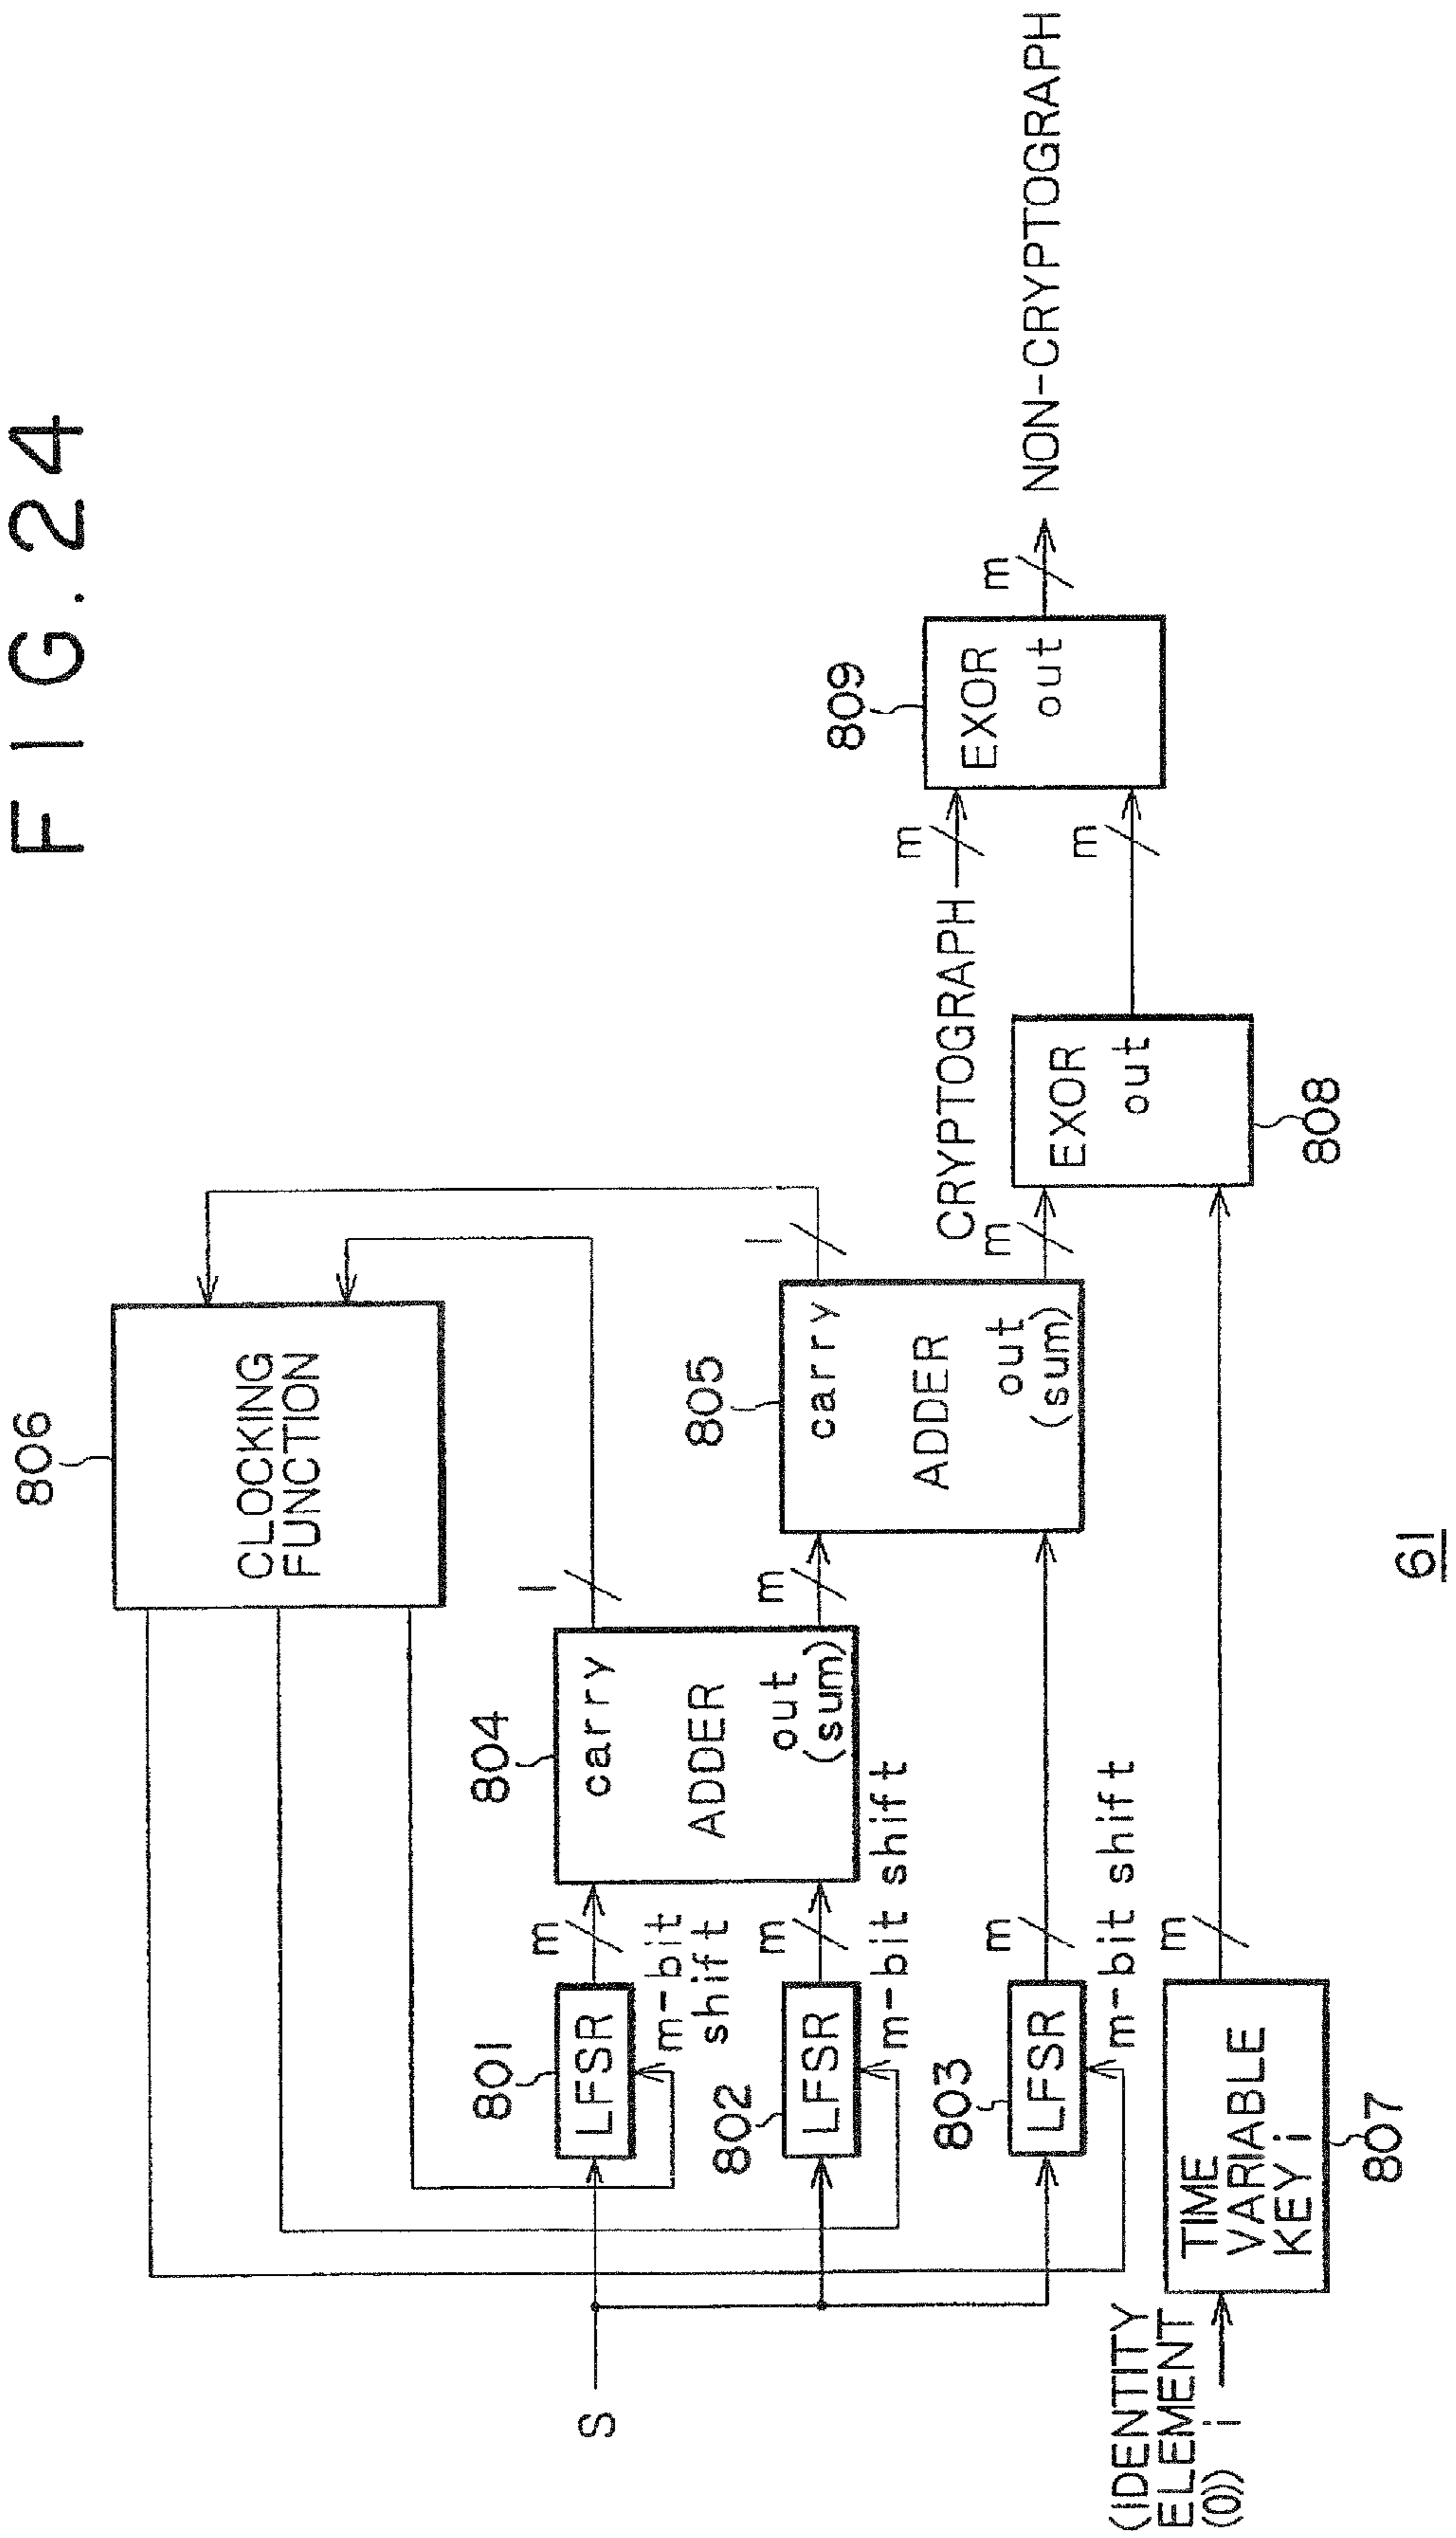 FIG. 24
806
CLOCKING
FUNCTION
1
1
804
carry
ADDER
out
(sum)
m
805
carry
ADDER
out
(sum)
m
S
801
LFSR
m
m-bit
shift
802
LFSR
m
m-bit shift
803
LFSR
m
m-bit shift
(IDENTITY
ELEMENT
(0)) i
TIME
VARIABLE
KEY i
807
m
CRYPTOGRAPH
m
EXOR
out
808
m
809
EXOR
out
m
NON-CRYPTOGRAPH
61